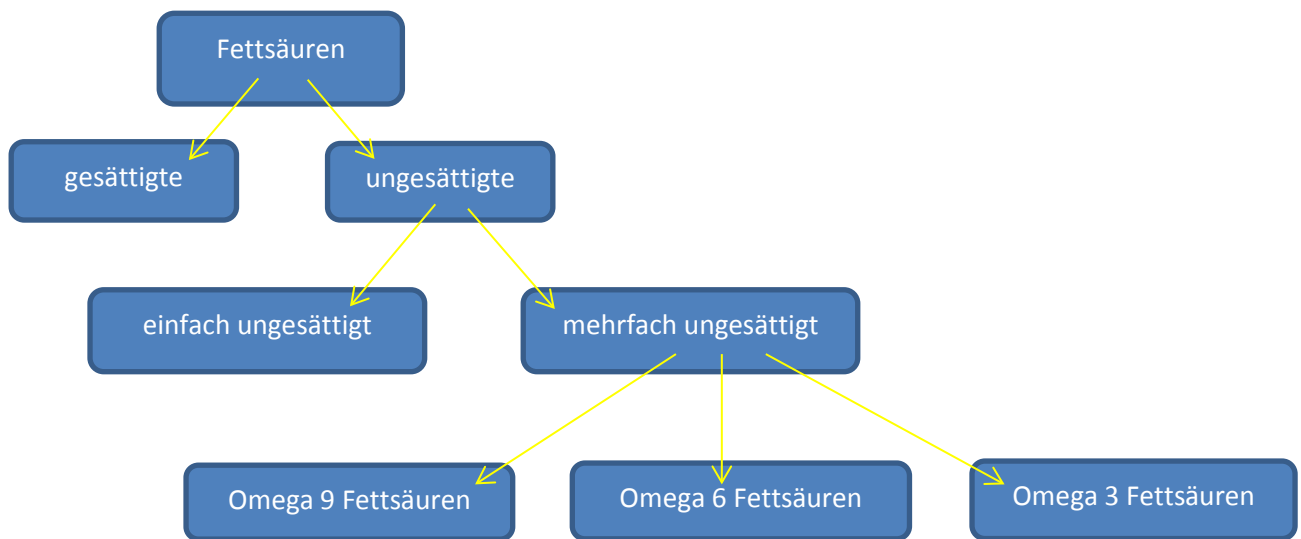 Fettsäuren
gesättigte
ungesättigte
einfach ungesättigt
mehrfach ungesättigt
Omega 9 Fettsäuren
Omega 6 Fettsäuren
Omega 3 Fettsäuren